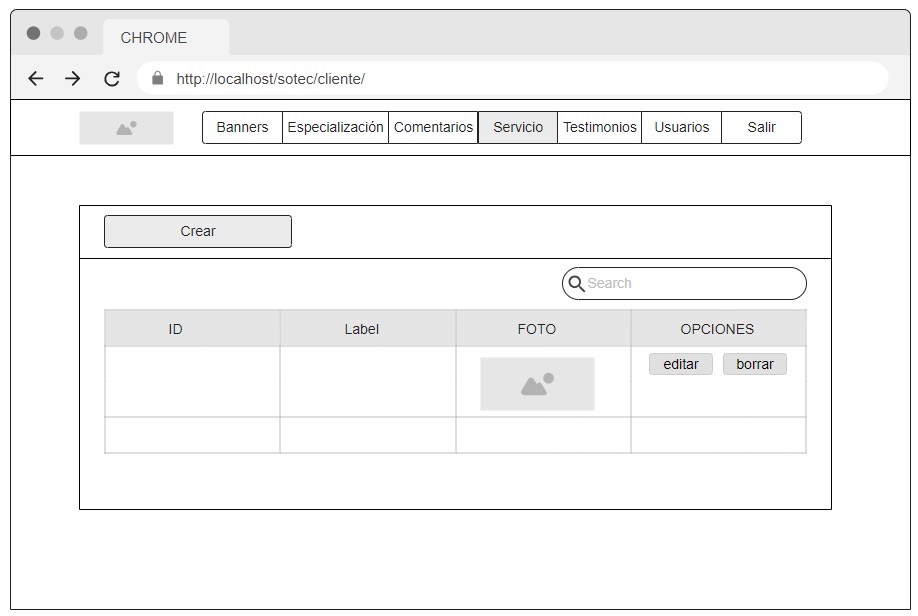 CHROME
http://localhost/sotec/cliente/
Banners Especialización Comentarios Servicio Testimonios Usuarios Salir
Crear
Search
ID Label FOTO OPCIONES
editar borrar